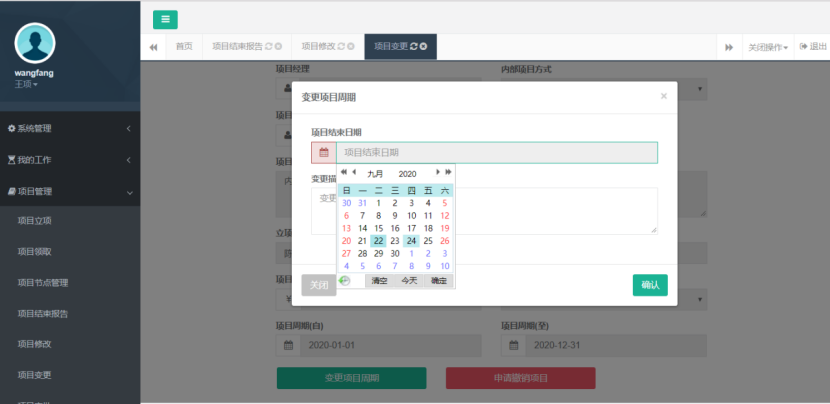 首页
项目结束报告
项目修改
项目变更
关闭操作
退出
wangfang
王项
系统管理
我的工作
项目管理
项目立项
项目领取
项目节点管理
项目结束报告
项目修改
项目变更
项目经理
内部项目方式
变更项目周期
×
项目结束日期
项目结束日期
九月 2020
日 一 二 三 四 五 六
30 31 1 2 3 4 5
6 7 8 9 10 11 12
13 14 15 16 17 18 19
20 21 22 23 24 25 26
27 28 29 30 1 2 3
4 5 6 7 8 9 10
清空 今天 确定
变更描
变更
关闭
确认
项目
项目
项目
内
立项
项目
¥
项目周期(自)
项目周期(至)
2020-01-01
2020-12-31
变更项目周期
申请撤销项目